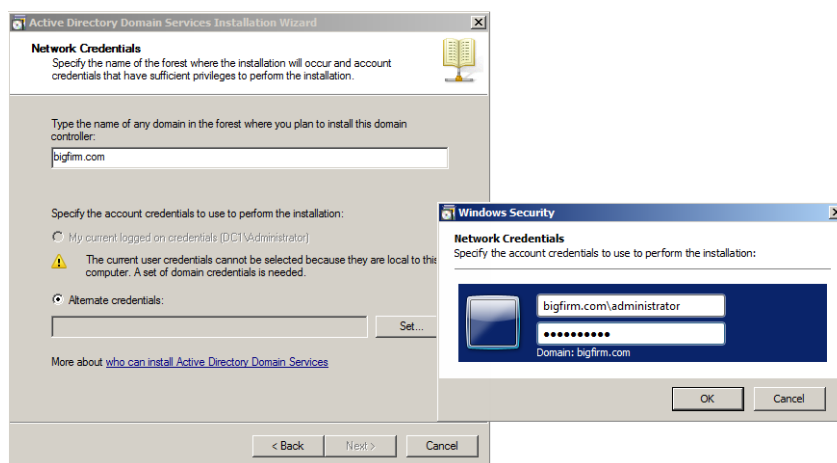 Active Directory Domain Services Installation Wizard
Network Credentials
Specify the name of the forest where the installation will occur and account
credentials that have sufficient privileges to perform the installation.
Type the name of any domain in the forest where you plan to install this domain
controller:
bigfirm.com
Specify the account credentials to use to perform the installation:
My current logged on credentials (DC1\Administrator)
The current user credentials cannot be selected because they are local to this
computer. A set of domain credentials is needed.
Alternate credentials:
Set...
More about who can install Active Directory Domain Services
< Back
Next >
Cancel
Windows Security
Network Credentials
Specify the account credentials to use to perform the installation:
bigfirm.com\administrator
●●●●●●●●●●
Domain: bigfirm.com
OK
Cancel